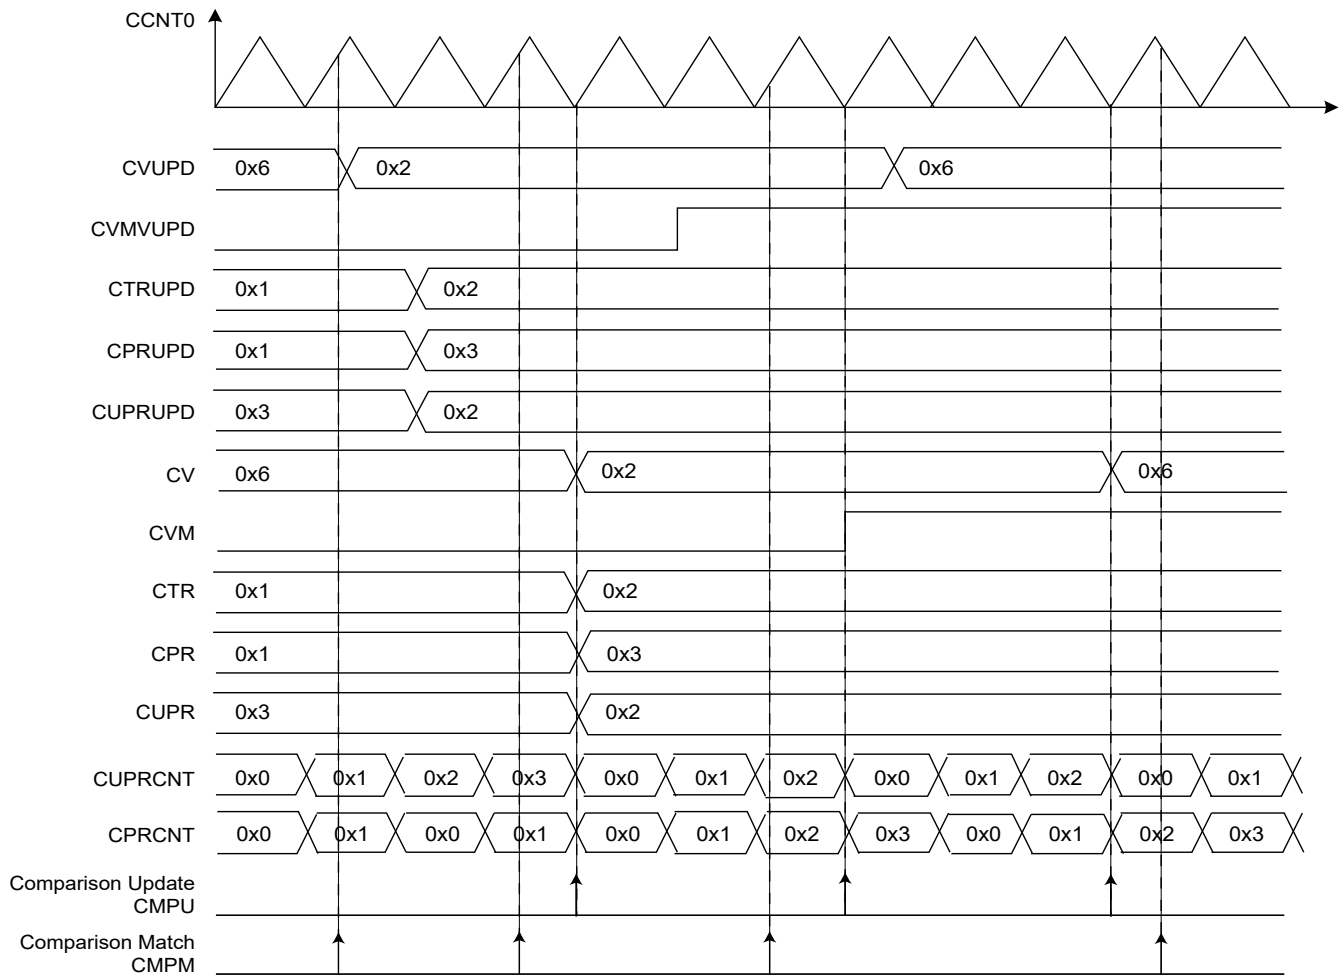 CCNT0
CVUPD 0x6 0x2 0x6
CVMVUPD
CTRUPD 0x1 0x2
CPRUPD 0x1 0x3
CUPRUPD 0x3 0x2
CV 0x6 0x2 0x6
CVM
CTR 0x1 0x2
CPR 0x1 0x3
CUPR 0x3 0x2
CUPRCNT 0x0 0x1 0x2 0x3 0x0 0x1 0x2 0x0 0x1 0x2 0x0 0x1
CPRCNT 0x0 0x1 0x0 0x1 0x0 0x1 0x2 0x3 0x0 0x1 0x2 0x3
Comparison Update
CMPU
Comparison Match
CMPM